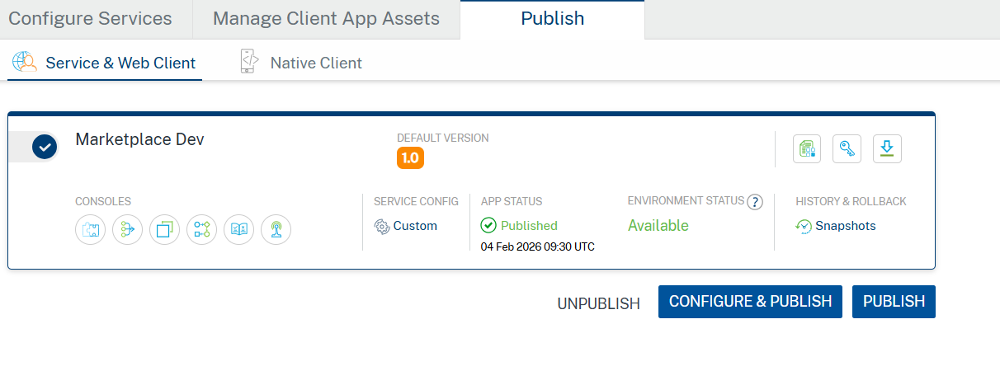 Configure Services
Manage Client App Assets
Publish
Service & Web Client
Native Client
Marketplace Dev
DEFAULT VERSION
1.0
CONSOLES
SERVICE CONFIG
Custom
APP STATUS
Published
04 Feb 2026 09:30 UTC
ENVIRONMENT STATUS ?
Available
HISTORY & ROLLBACK
Snapshots
UNPUBLISH
CONFIGURE & PUBLISH
PUBLISH